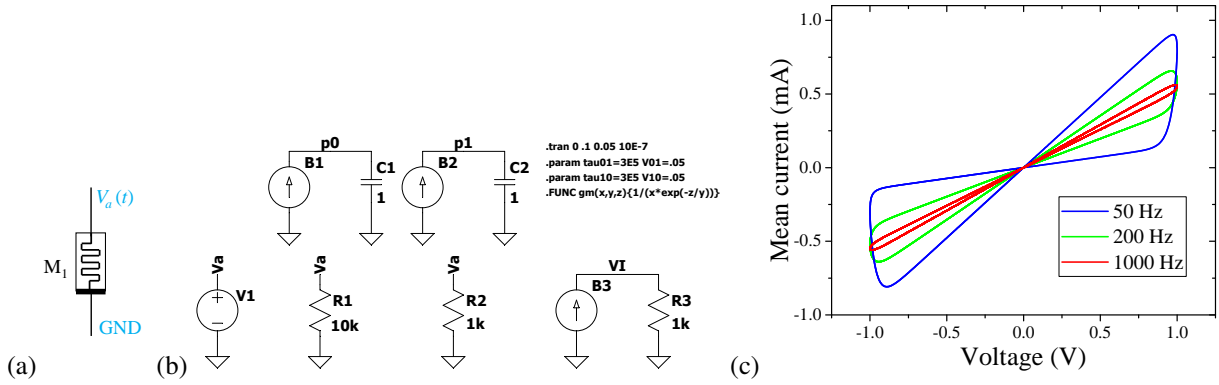 V_a(t)
M_1
GND
(a)
p0
B1
C1
1
p1
B2
C2
1
.tran 0 .1 0.05 10E-7
.param tau01=3E5 V01=.05
.param tau10=3E5 V10=.05
.FUNC gm(x,y,z){1/(x*exp(-z/y))}
Va
V1
Va
R1
10k
Va
R2
1k
VI
B3
R3
1k
(b)
Mean current (mA)
1.0
0.5
0.0
-0.5
-1.0
50 Hz
200 Hz
1000 Hz
-1.0 -0.5 0.0 0.5 1.0
Voltage (V)
(c)